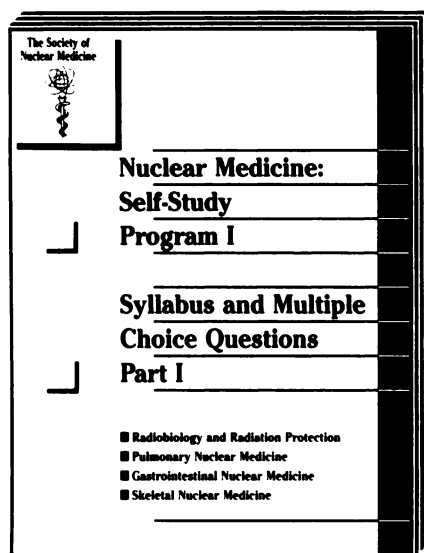 The Society of
Nuclear Medicine
Nuclear Medicine:
Self-Study
Program I
Syllabus and Multiple
Choice Questions
Part I
Radiobiology and Radiation Protection
Pulmonary Nuclear Medicine
Gastrointestinal Nuclear Medicine
Skeletal Nuclear Medicine